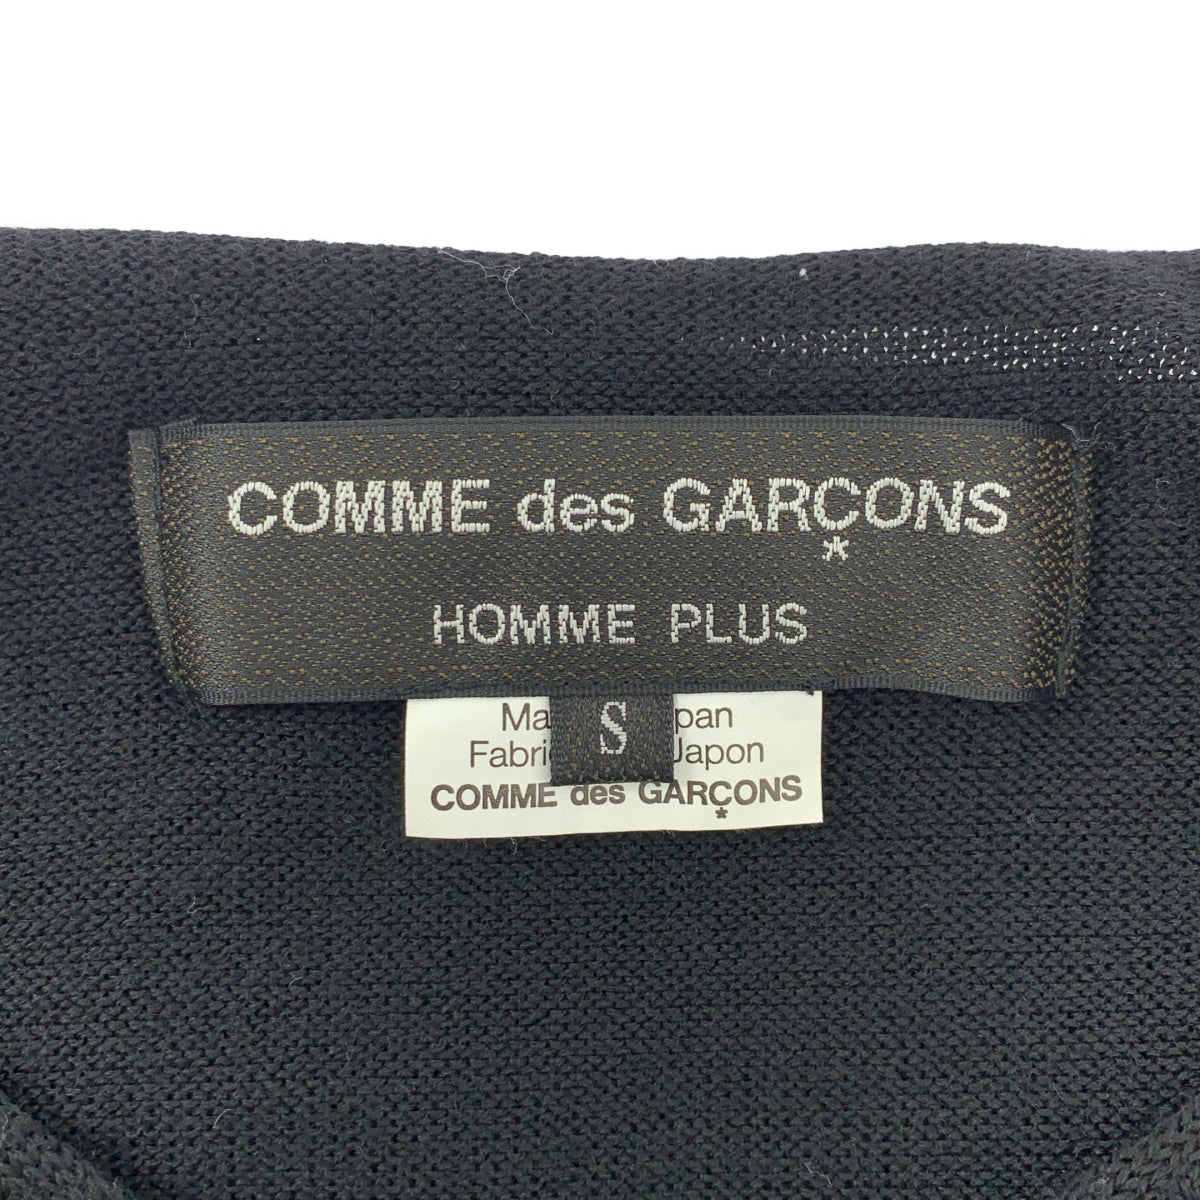 COMME des GARÇONS
*
HOMME PLUS
Ma pan
S
Fabri Japon
COMME des GARÇONS
*